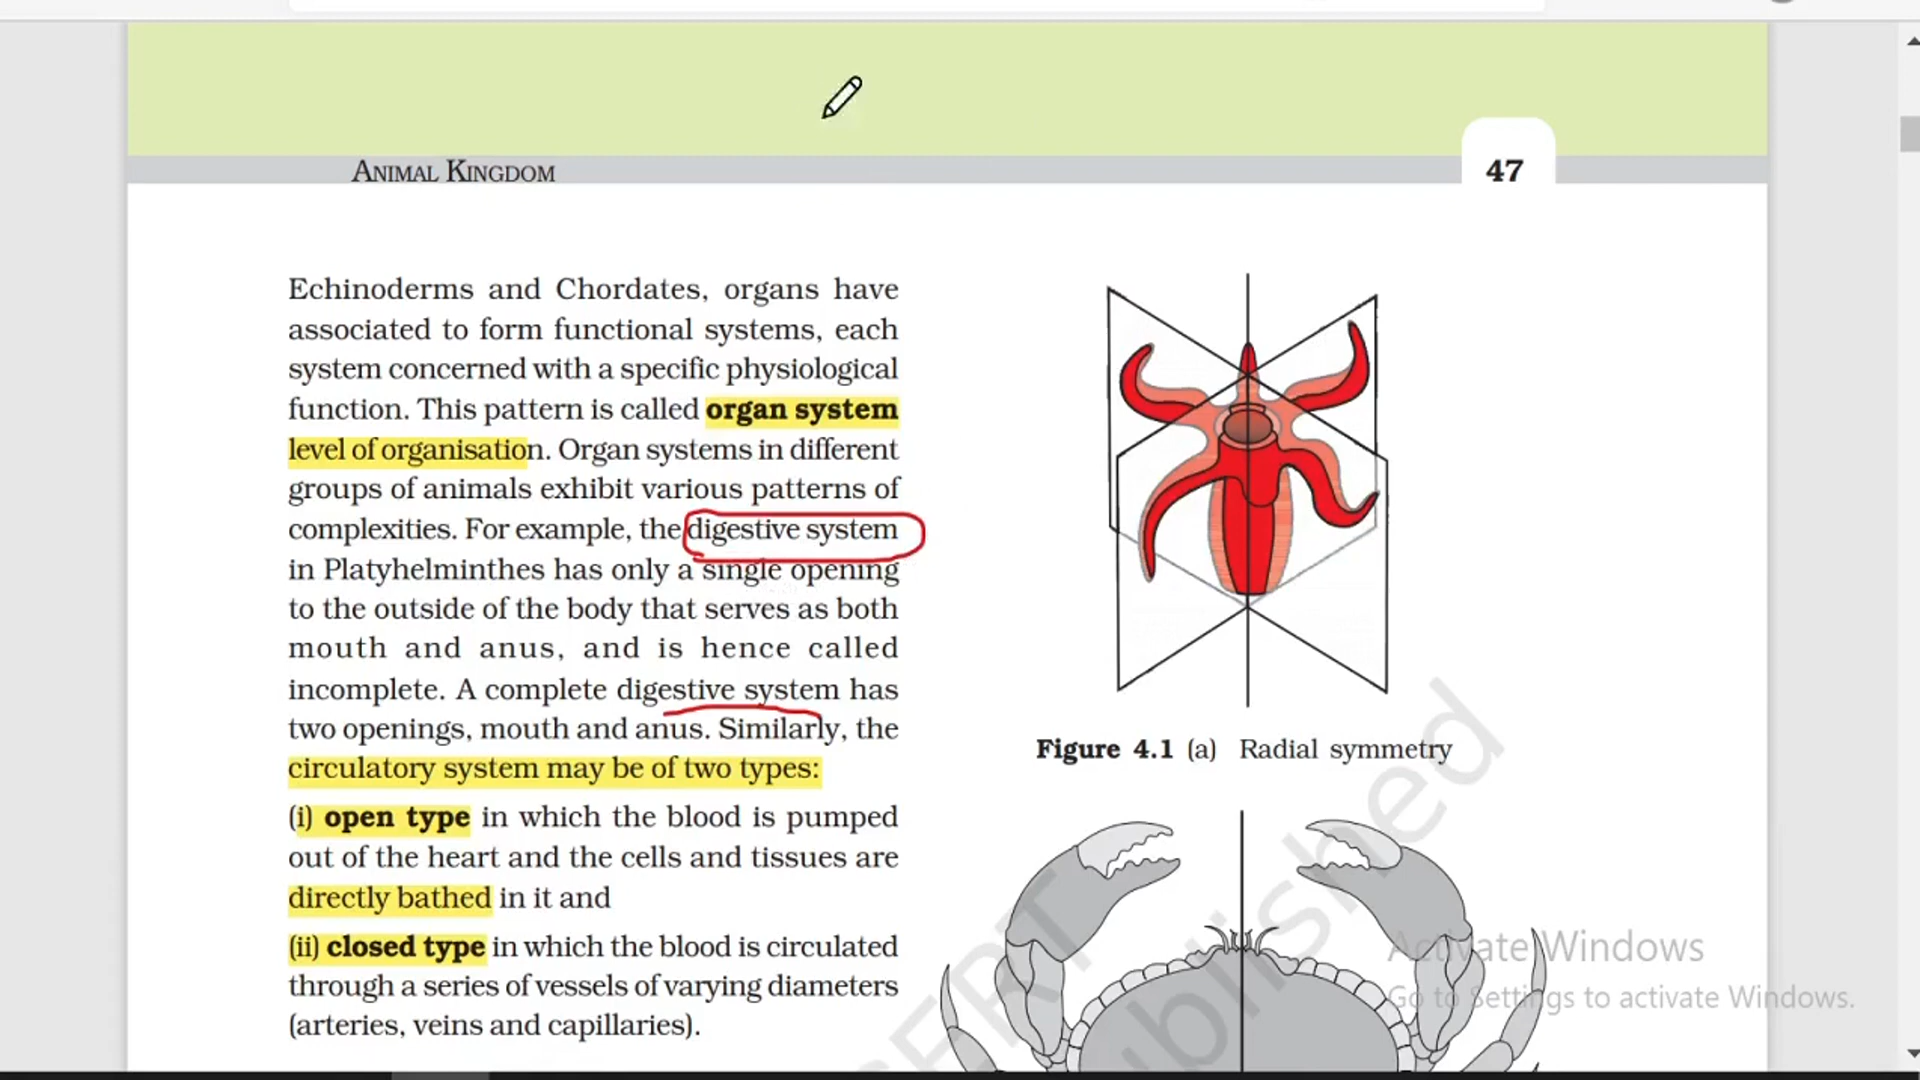 ANIMAL KINGDOM
47
Echinoderms and Chordates, organs have
associated to form functional systems, each
system concerned with a specific physiological
function. This pattern is called organ system
level of organisation. Organ systems in different
groups of animals exhibit various patterns of
complexities. For example, the digestive system
in Platyhelminthes has only a single opening
to the outside of the body that serves as both
mouth and anus, and is hence called
incomplete. A complete digestive system has
two openings, mouth and anus. Similarly, the
circulatory system may be of two types:
(i) open type in which the blood is pumped
out of the heart and the cells and tissues are
directly bathed in it and
(ii) closed type in which the blood is circulated
through a series of vessels of varying diameters
(arteries, veins and capillaries).
Figure 4.1 (a) Radial symmetry
Activate Windows
Go to Settings to activate Windows.